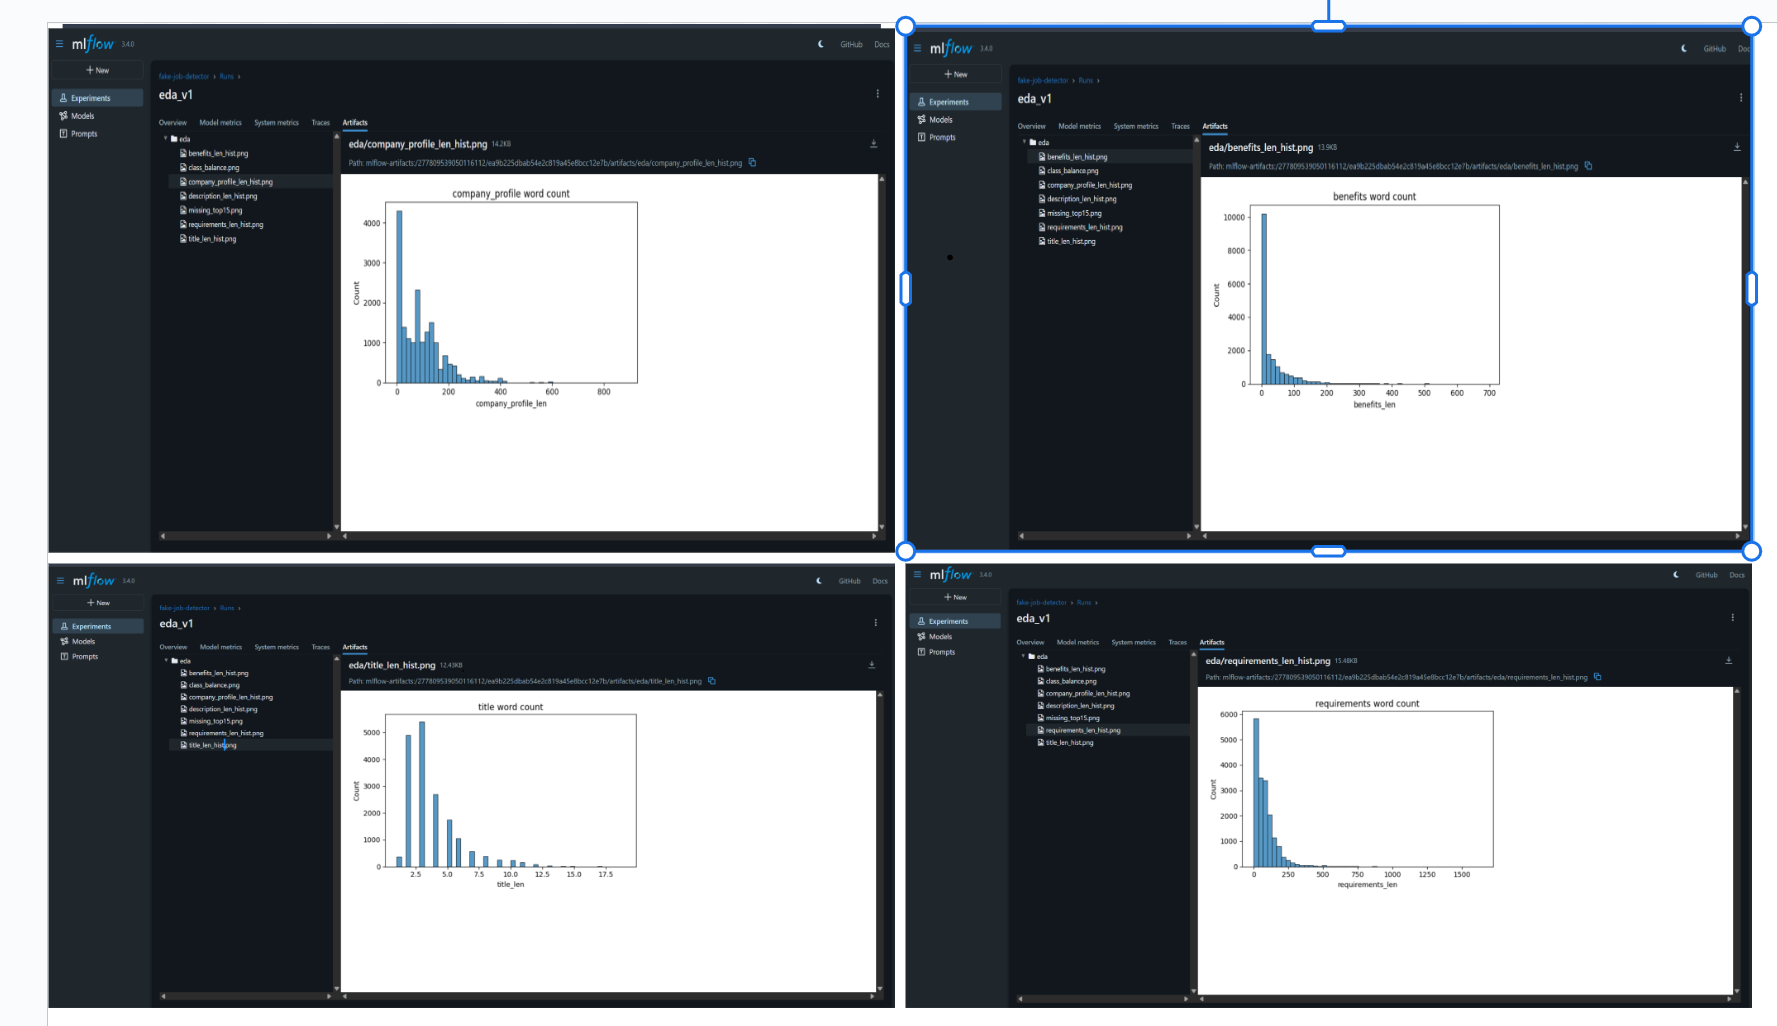 mlflow 3.4.0
GitHub Docs
+ New
Experiments
Models
Prompts
fake-job-detector > Runs >
eda_v1
Overview Model metrics System metrics Traces Artifacts
eda
benefits_len_hist.png
class_balance.png
company_profile_len_hist.png
description_len_hist.png
missing_top15.png
requirements_len_hist.png
title_len_hist.png
eda/company_profile_len_hist.png 14.2KB
Path: mlflow-artifacts:/277809539050116112/ea9b225dbab54e2c819a45e8bcc12e7b/artifacts/eda/company_profile_len_hist.png
company_profile word count
4000
3000
2000
1000
0
Count
0 200 400 600 800
company_profile_len
mlflow 3.4.0
GitHub Doc
+ New
Experiments
Models
Prompts
fake-job-detector > Runs >
eda_v1
Overview Model metrics System metrics Traces Artifacts
eda
benefits_len_hist.png
class_balance.png
company_profile_len_hist.png
description_len_hist.png
missing_top15.png
requirements_len_hist.png
title_len_hist.png
eda/benefits_len_hist.png 13.9KB
Path: mlflow-artifacts:/277809539050116112/ea9b225dbab54e2c819a45e8bcc12e7b/artifacts/eda/benefits_len_hist.png
benefits word count
10000
8000
6000
4000
2000
0
Count
0 100 200 300 400 500 600 700
benefits_len
mlflow 3.4.0
GitHub Docs
+ New
Experiments
Models
Prompts
fake-job-detector > Runs >
eda_v1
Overview Model metrics System metrics Traces Artifacts
eda
benefits_len_hist.png
class_balance.png
company_profile_len_hist.png
description_len_hist.png
missing_top15.png
requirements_len_hist.png
title_len_hist.png
eda/title_len_hist.png 12.43KB
Path: mlflow-artifacts:/277809539050116112/ea9b225dbab54e2c819a45e8bcc12e7b/artifacts/eda/title_len_hist.png
title word count
5000
4000
3000
2000
1000
0
Count
2.5 5.0 7.5 10.0 12.5 15.0 17.5
title_len
mlflow 3.4.0
GitHub Docs
+ New
Experiments
Models
Prompts
fake-job-detector > Runs >
eda_v1
Overview Model metrics System metrics Traces Artifacts
eda
benefits_len_hist.png
class_balance.png
company_profile_len_hist.png
description_len_hist.png
missing_top15.png
requirements_len_hist.png
title_len_hist.png
eda/requirements_len_hist.png 15.48KB
Path: mlflow-artifacts:/277809539050116112/ea9b225dbab54e2c819a45e8bcc12e7b/artifacts/eda/requirements_len_hist.png
requirements word count
6000
5000
4000
3000
2000
1000
0
Count
0 250 500 750 1000 1250 1500
requirements_len